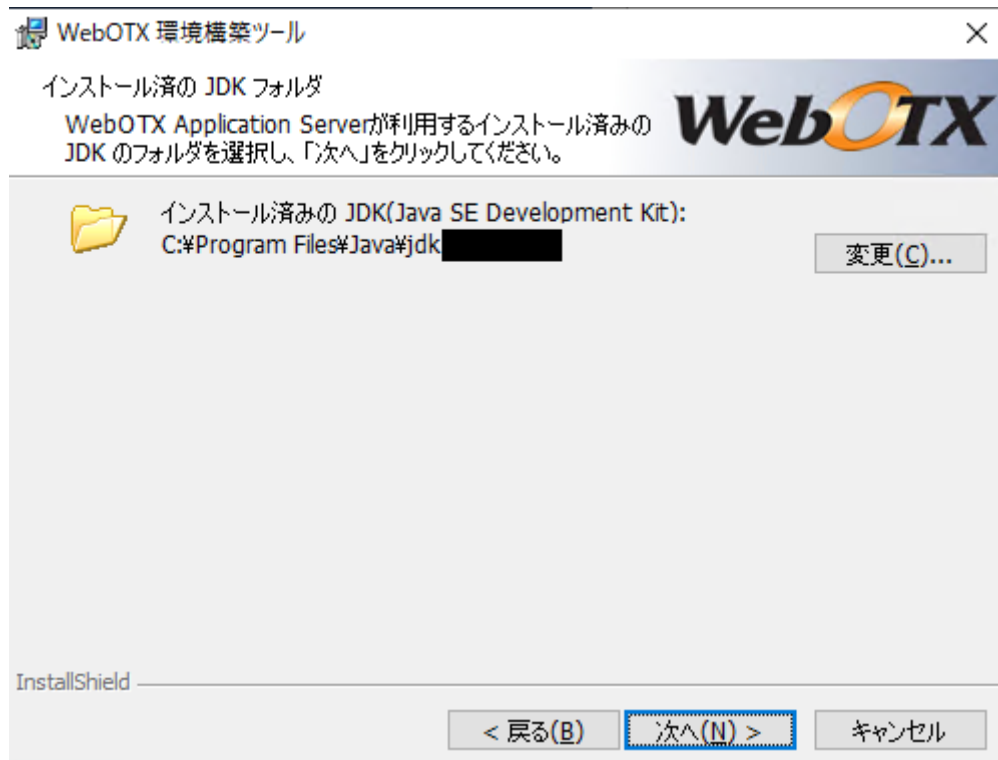 WebOTX 環境構築ツール
インストール済の JDK フォルダ
WebOTX Application Serverが利用するインストール済みの
JDK のフォルダを選択し、「次へ」をクリックしてください。
WebOTX
インストール済みの JDK(Java SE Development Kit):
C:¥Program Files¥Java¥jdk
変更(C)...
InstallShield
< 戻る(B)
次へ(N) >
キャンセル